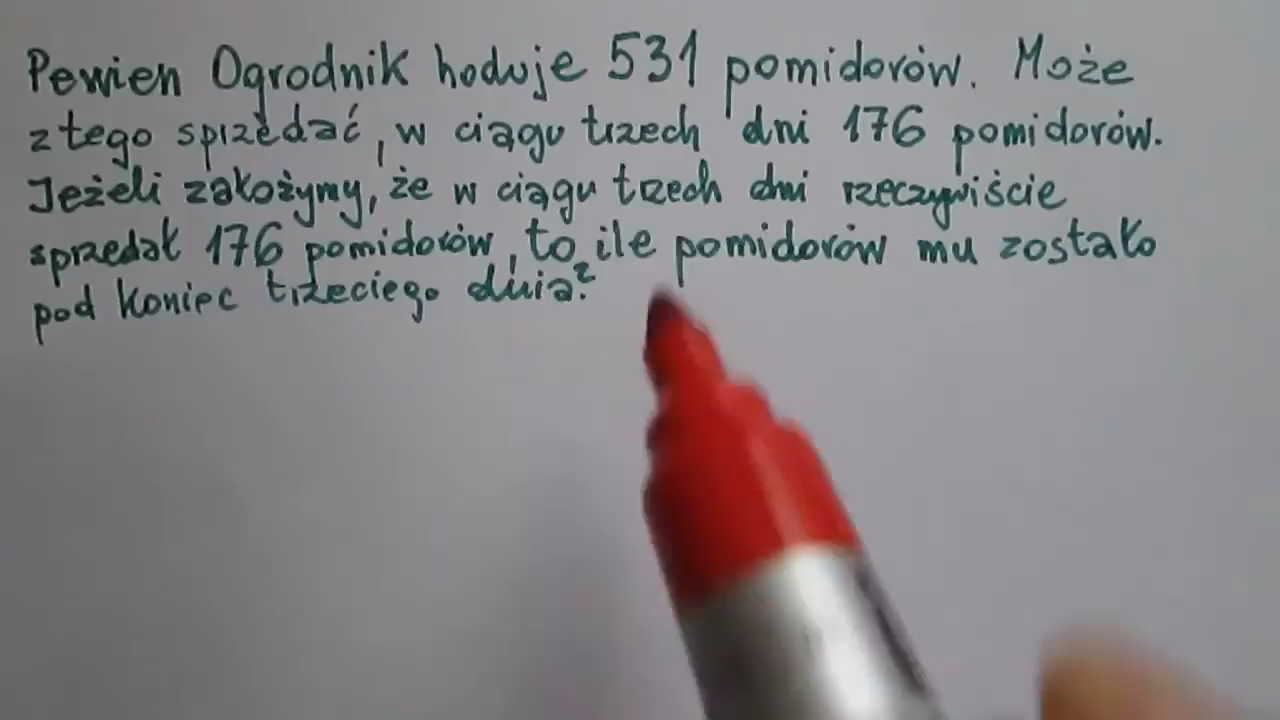 Pewien Ogrodnik hoduje 531 pomidorów. Może
z tego sprzedać, w ciągu trzech dni 176 pomidorów.
Jeżeli założymy, że w ciągu trzech dni rzeczywiście
sprzedał 176 pomidorów, to ile pomidorów mu zostało
pod koniec trzeciego dnia?